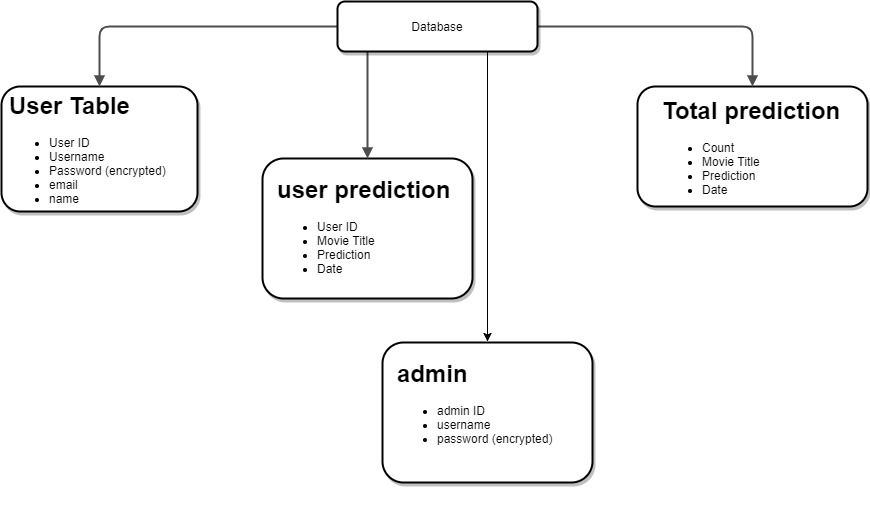 Database
User Table
User ID
Username
Password (encrypted)
email
name
user prediction
User ID
Movie Title
Prediction
Date
admin
admin ID
username
password (encrypted)
Total prediction
Count
Movie Title
Prediction
Date